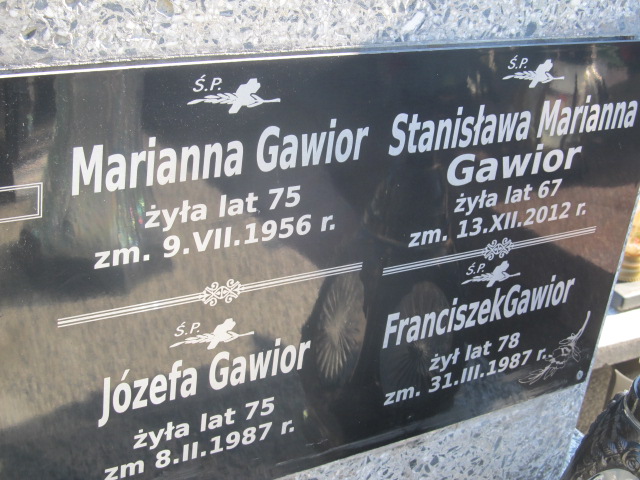 Ś.P.
Marianna Gawior
żyła lat 75
zm. 9.VII.1956 r.
Ś.P.
Stanisława Marianna
Gawior
żyła lat 67
zm. 13.XII.2012 r.
Ś.P.
Józefa Gawior
żyła lat 75
zm 8.II.1987 r.
Ś.P.
FranciszekGawior
żył lat 78
zm. 31.III.1987 r.